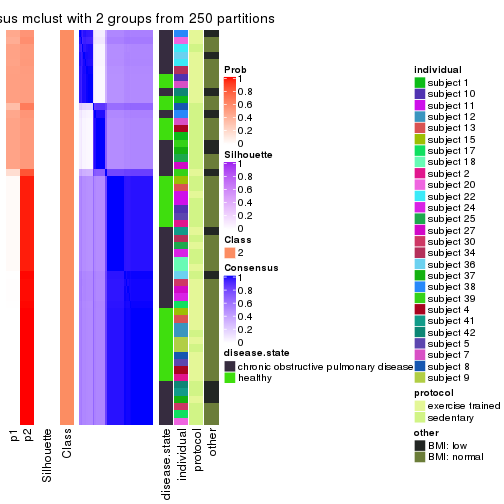 sus mclust with 2 groups from 250 partitions
Prob
1
0.8
0.6
0.4
0.2
0
Silhouette
1
0.8
0.6
0.4
0.2
0
Class
2
Consensus
1
0.8
0.6
0.4
0.2
0
disease.state
chronic obstructive pulmonary disease
healthy
individual
subject 1
subject 10
subject 11
subject 12
subject 13
subject 15
subject 17
subject 18
subject 2
subject 20
subject 22
subject 24
subject 25
subject 27
subject 30
subject 34
subject 36
subject 37
subject 38
subject 39
subject 4
subject 41
subject 42
subject 5
subject 7
subject 8
subject 9
protocol
exercise trained
sedentary
other
BMI: low
BMI: normal
p1
p2
Silhouette
Class
disease.state
individual
protocol
other